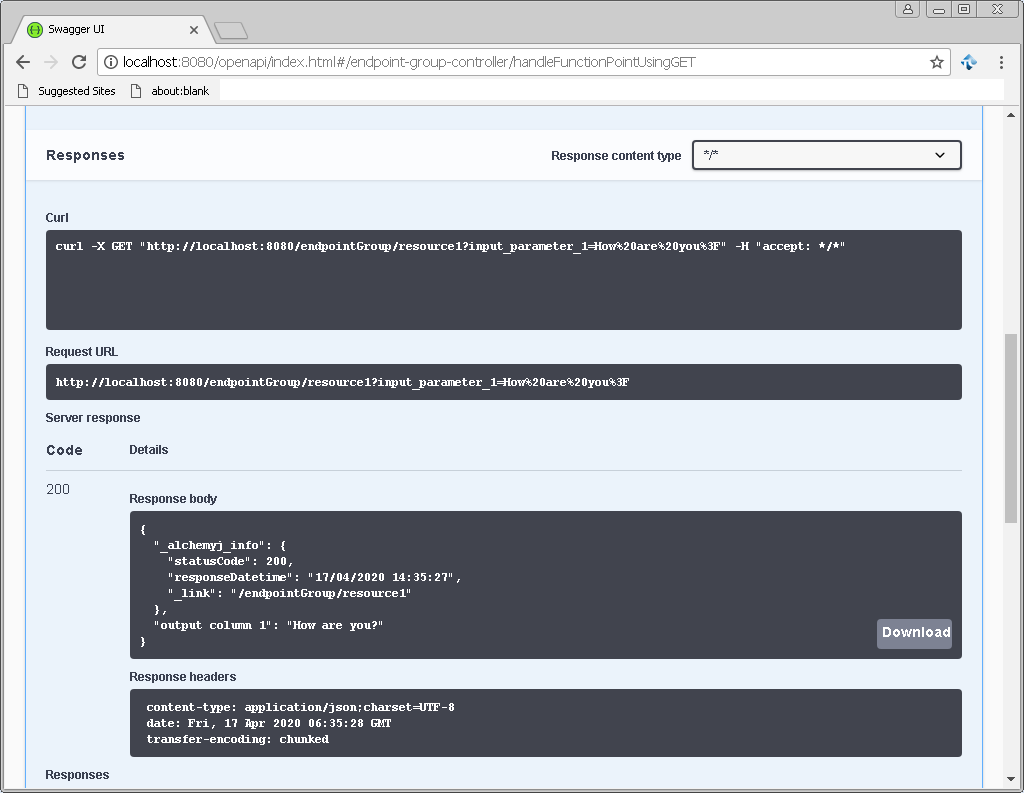 Swagger UI
localhost:8080/openapi/index.html#/endpoint-group-controller/handleFunctionPointUsingGET
Suggested Sites about:blank
Responses Response content type */*
Curl
curl -X GET "http://localhost:8080/endpointGroup/resource1?input_parameter_1=How%20are%20you%3F" -H "accept: */*"
Request URL
http://localhost:8080/endpointGroup/resource1?input_parameter_1=How%20are%20you%3F
Server response
Code Details
200
Response body
{
"_alchemyj_info": {
"statusCode": 200,
"responseDatetime": "17/04/2020 14:35:27",
"_link": "/endpointGroup/resource1"
},
"output column 1": "How are you?"
}
Download
Response headers
content-type: application/json;charset=UTF-8
date: Fri, 17 Apr 2020 06:35:28 GMT
transfer-encoding: chunked
Responses